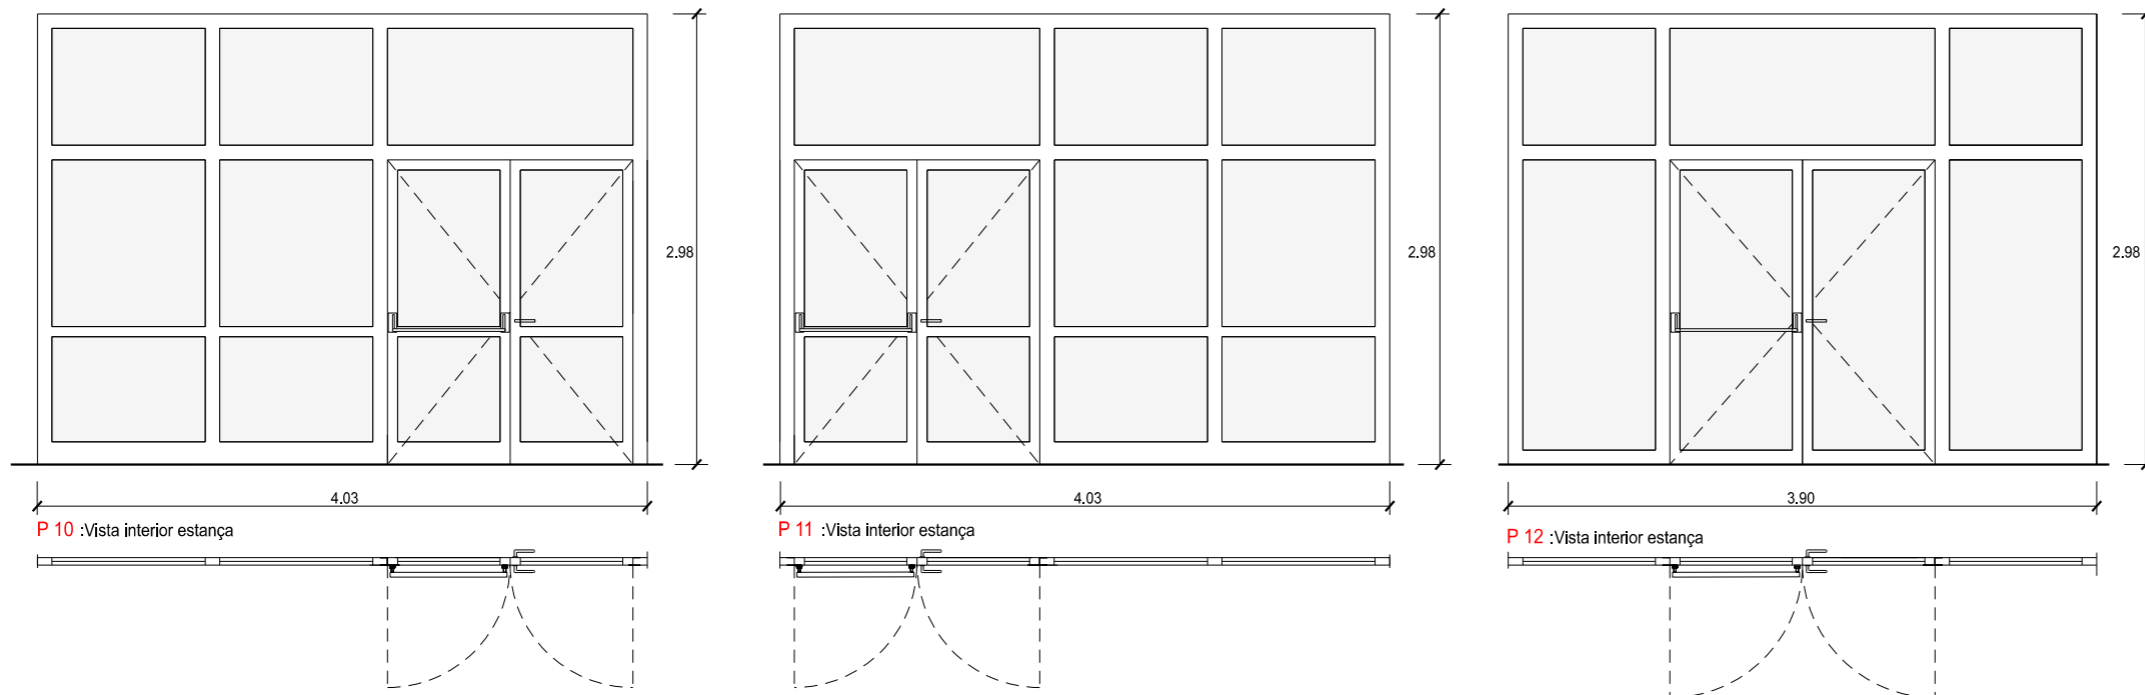 2.98
2.98
2.98
4.03
4.03
3.90
P 10 :Vista interior estança
P 11 :Vista interior estança
P 12 :Vista interior estança